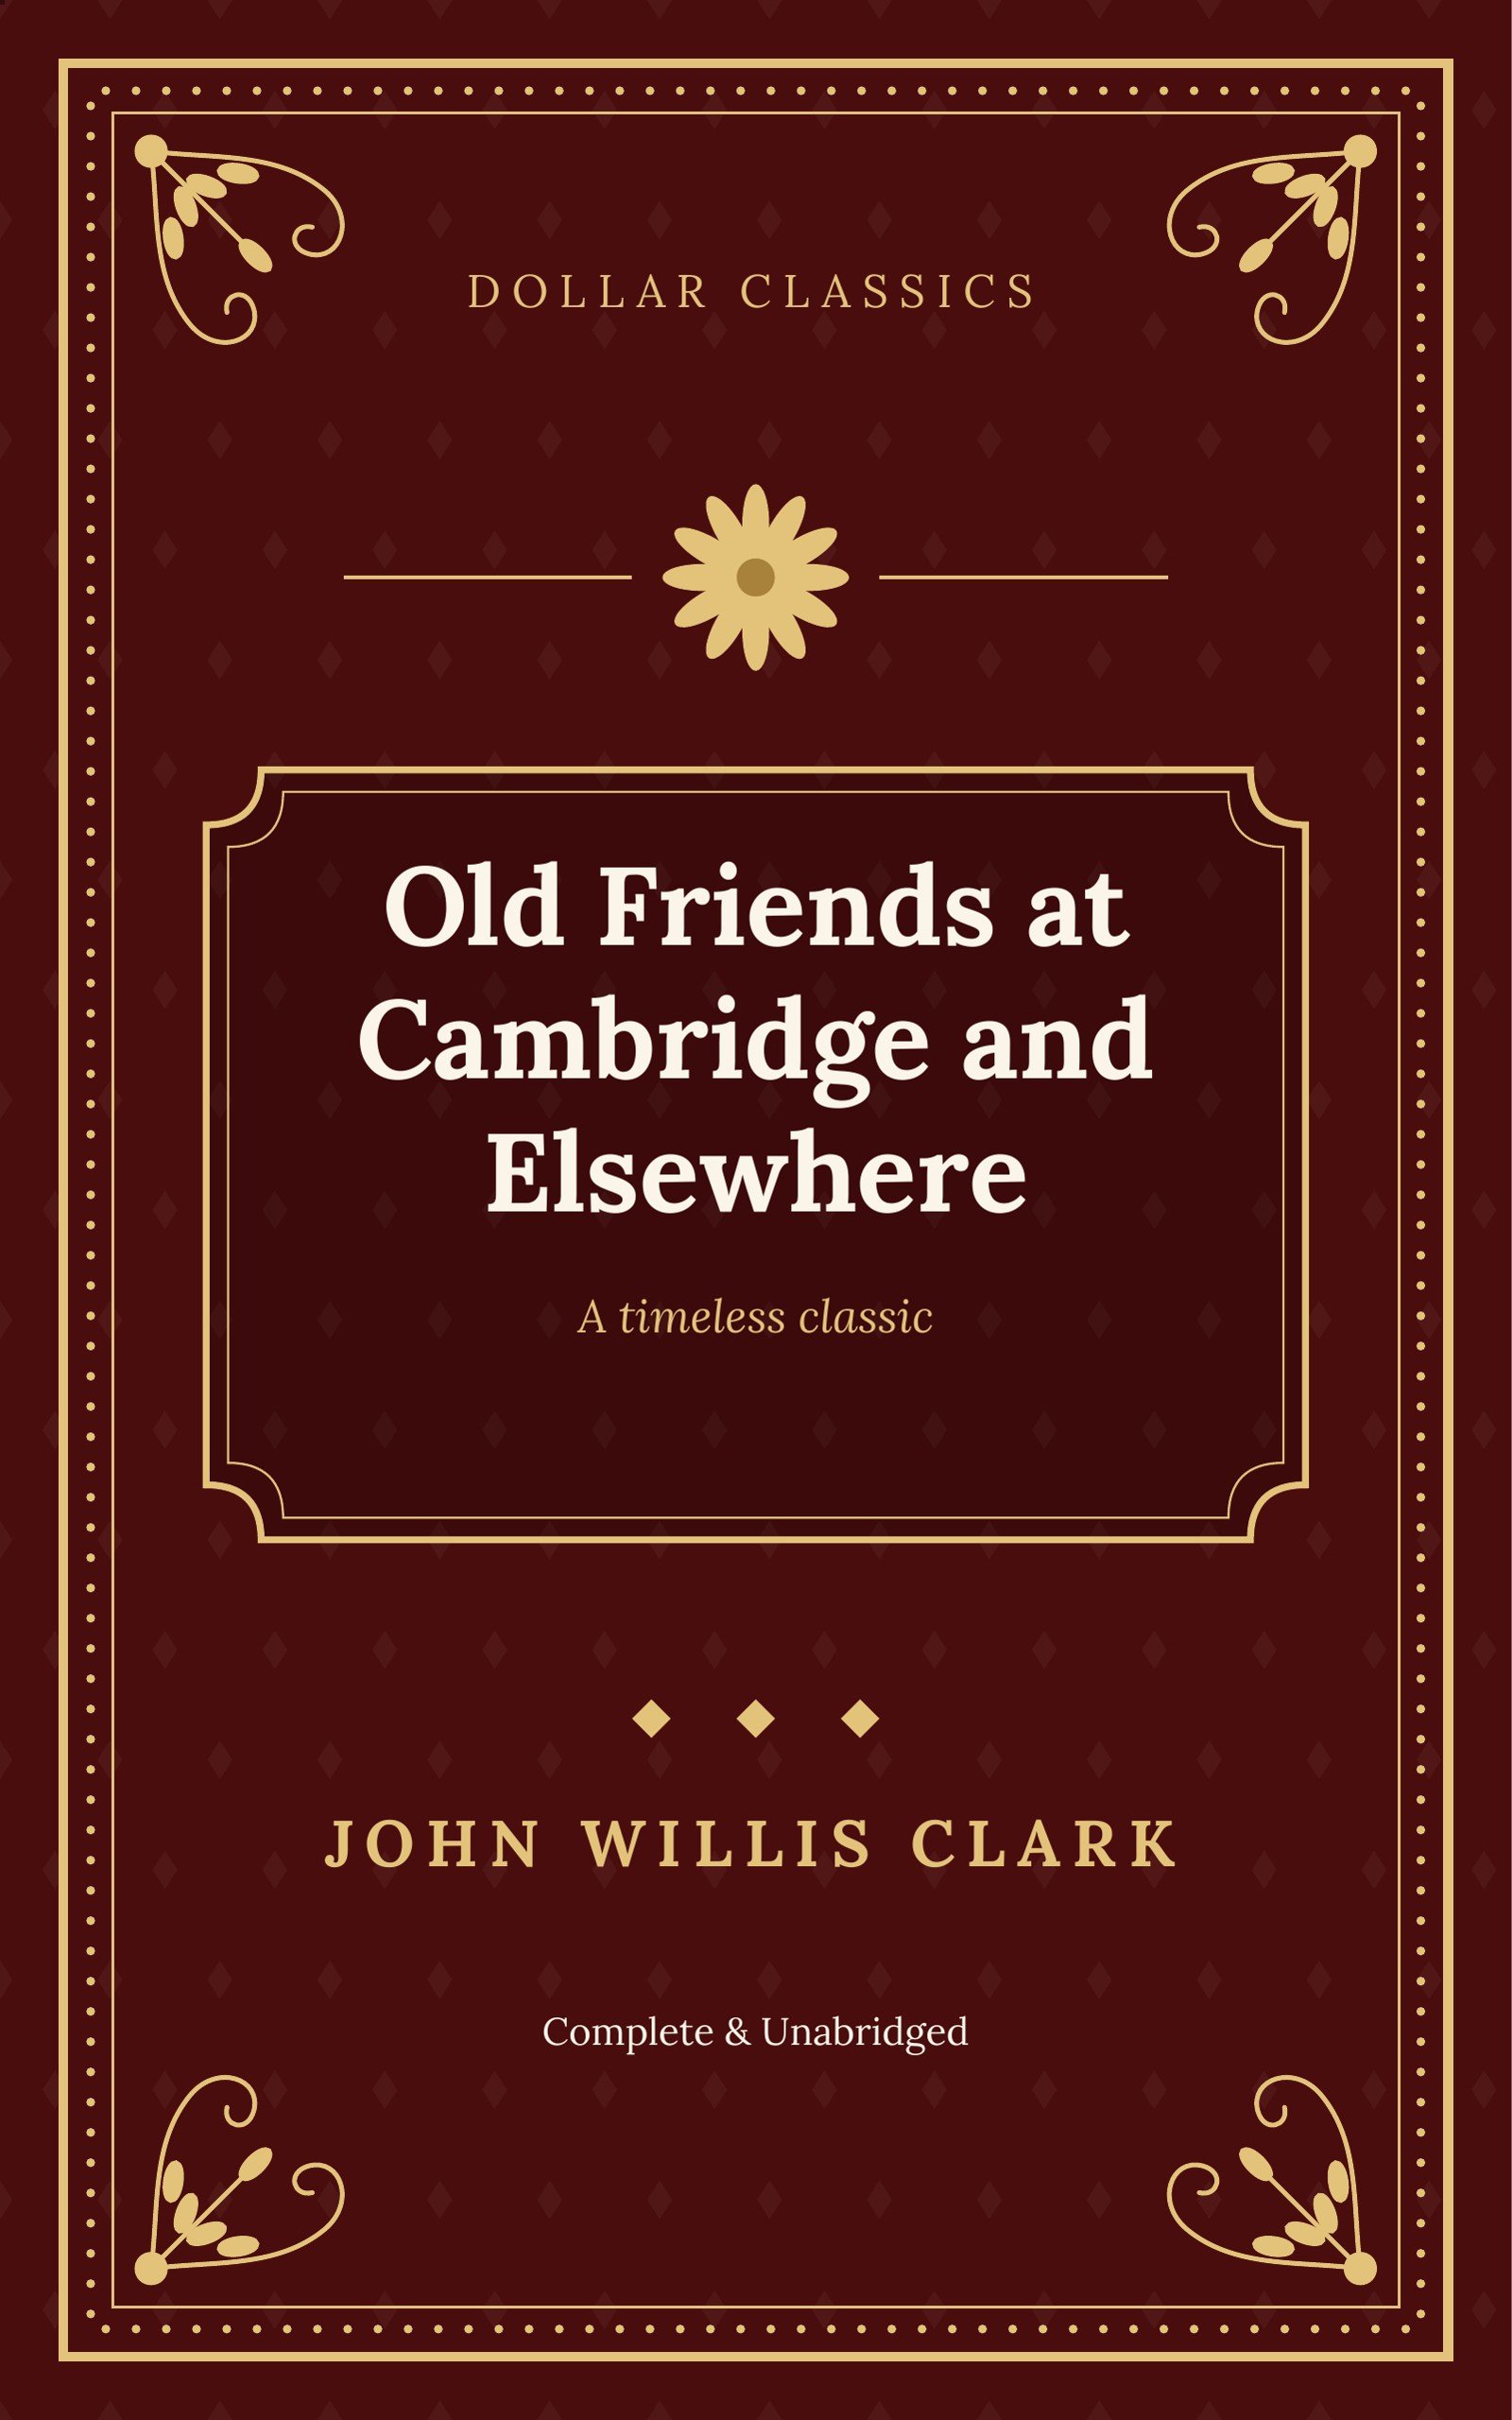 DOLLAR CLASSICS
Old Friends at
Cambridge and
Elsewhere
A timeless classic
JOHN WILLIS CLARK
Complete & Unabridged